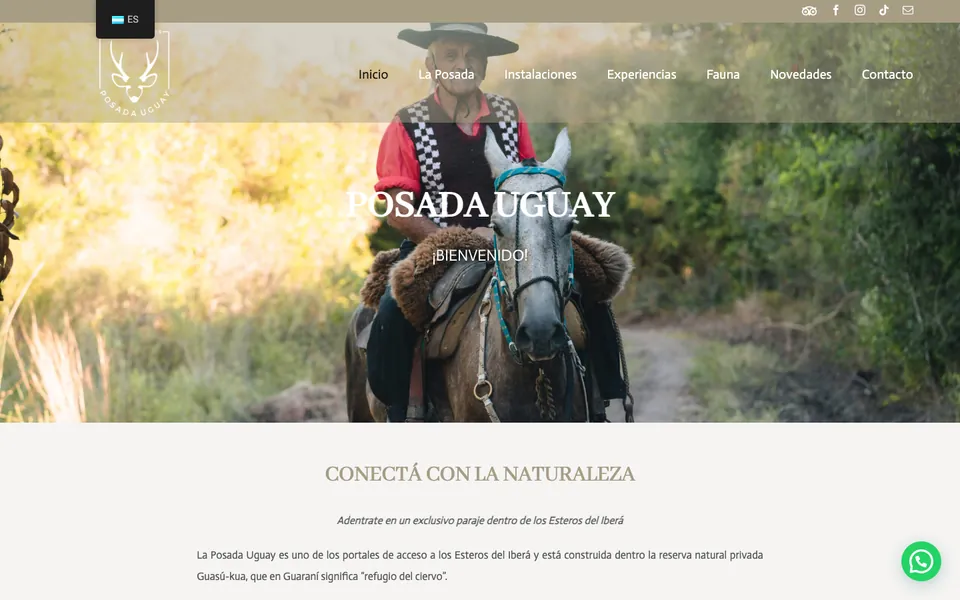 ES
POSADA UGUAY
Inicio
La Posada
Instalaciones
Experiencias
Fauna
Novedades
Contacto
POSADA UGUAY
¡BIENVENIDO!
CONECTÁ CON LA NATURALEZA
Adentrate en un exclusivo paraje dentro de los Esteros del Iberá
La Posada Uguay es uno de los portales de acceso a los Esteros del Iberá y está construida dentro la reserva natural privada
Guasú-kua, que en Guaraní significa “refugio del ciervo”.